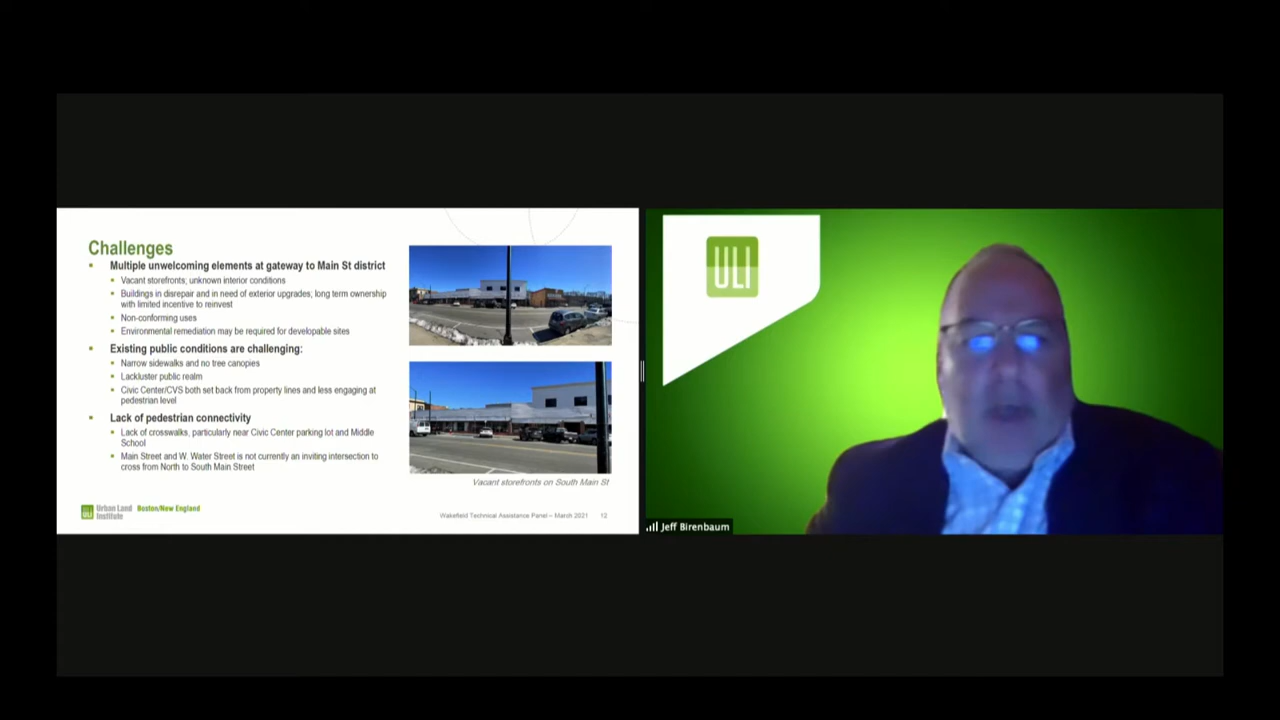 Challenges
Multiple unwelcoming elements at gateway to Main St district
Vacant storefronts; unknown interior conditions
Buildings in disrepair and in need of exterior upgrades; long term ownership
with limited incentive to reinvest
Non-conforming uses
Environmental remediation may be required for developable sites
Existing public conditions are challenging:
Narrow sidewalks and no tree canopies
Lackluster public realm
Civic Center/CVS both set back from property lines and less engaging at
pedestrian level
Lack of pedestrian connectivity
Lack of crosswalks, particularly near Civic Center parking lot and Middle
School
Main Street and W. Water Street is not currently an inviting intersection to
cross from North to South Main Street
Vacant storefronts on South Main St
ULI
Urban Land
Institute
Boston/New England
Wakefield Technical Assistance Panel – March 2021 12
ULI
Jeff Birenbaum